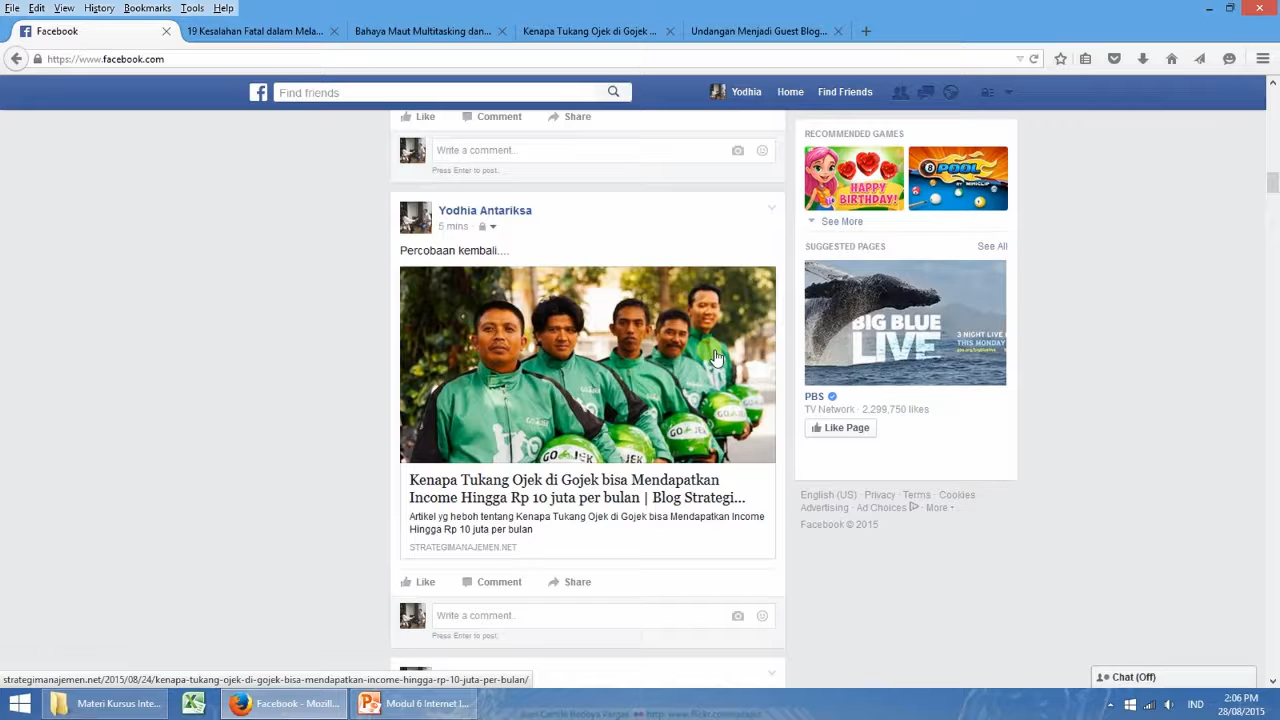 File Edit View History Bookmarks Tools Help
Facebook
19 Kesalahan Fatal dalam Mela...
Bahaya Maut Multitasking dan...
Kenapa Tukang Ojek di Gojek ...
Undangan Menjadi Guest Blog...
https://www.facebook.com
Find friends
Yodhia Home Find Friends
Like Comment Share
Write a comment...
Press Enter to post.
Yodhia Antariksa
5 mins
Percobaan kembali....
GOJEK
Kenapa Tukang Ojek di Gojek bisa Mendapatkan
Income Hingga Rp 10 juta per bulan | Blog Strategi...
Artikel yg heboh tentang Kenapa Tukang Ojek di Gojek bisa Mendapatkan Income
Hingga Rp 10 juta per bulan
STRATEGIMANAJEMEN.NET
Like Comment Share
Write a comment...
Press Enter to post.
RECOMMENDED GAMES
HAPPY
BIRTHDAY!
8 POOL
BY MINICLIP
See More
SUGGESTED PAGES See All
BIG BLUE
LIVE
3 NIGHT LIVE
THIS MONDAY
PBS
TV Network · 2,299,750 likes
Like Page
English (US) · Privacy · Terms · Cookies ·
Advertising · Ad Choices · More
Facebook © 2015
Chat (Off)
strategimanajemen.net/2015/08/24/kenapa-tukang-ojek-di-gojek-bisa-mendapatkan-income-hingga-rp-10-juta-per-bulan/
Materi Kursus Inte...
Facebook - Mozill...
Modul 6 Internet I...
IND
2:06 PM
28/08/2015